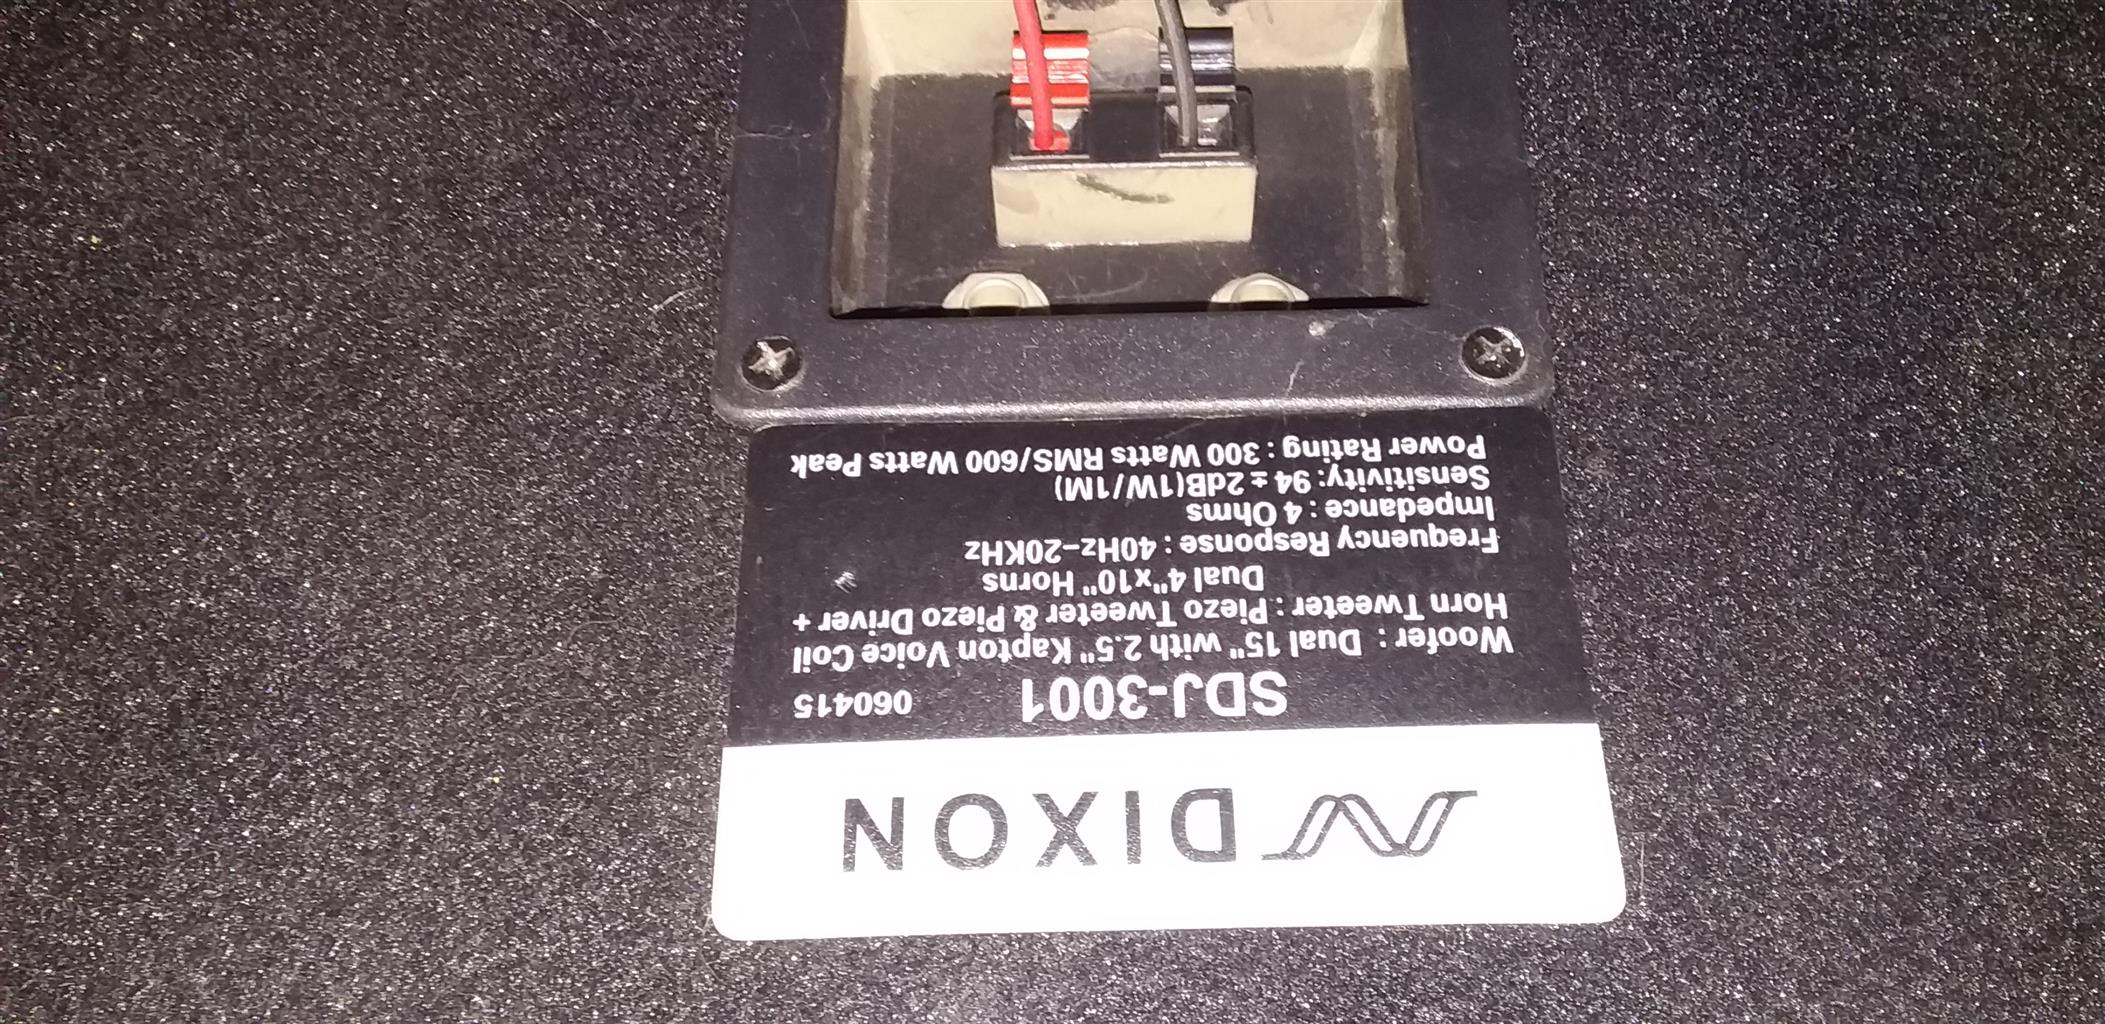 DIXON
SDJ-3001 060415
Woofer : Dual 15" with 2.5" Kapton Voice Coil
Horn Tweeter : Piezo Tweeter & Piezo Driver +
Dual 4"x10" Horns
Frequency Response : 40Hz-20KHz
Impedance : 4 Ohms
Sensitivity: 94 ± 2dB(1W/1M)
Power Rating : 300 Watts RMS/600 Watts Peak